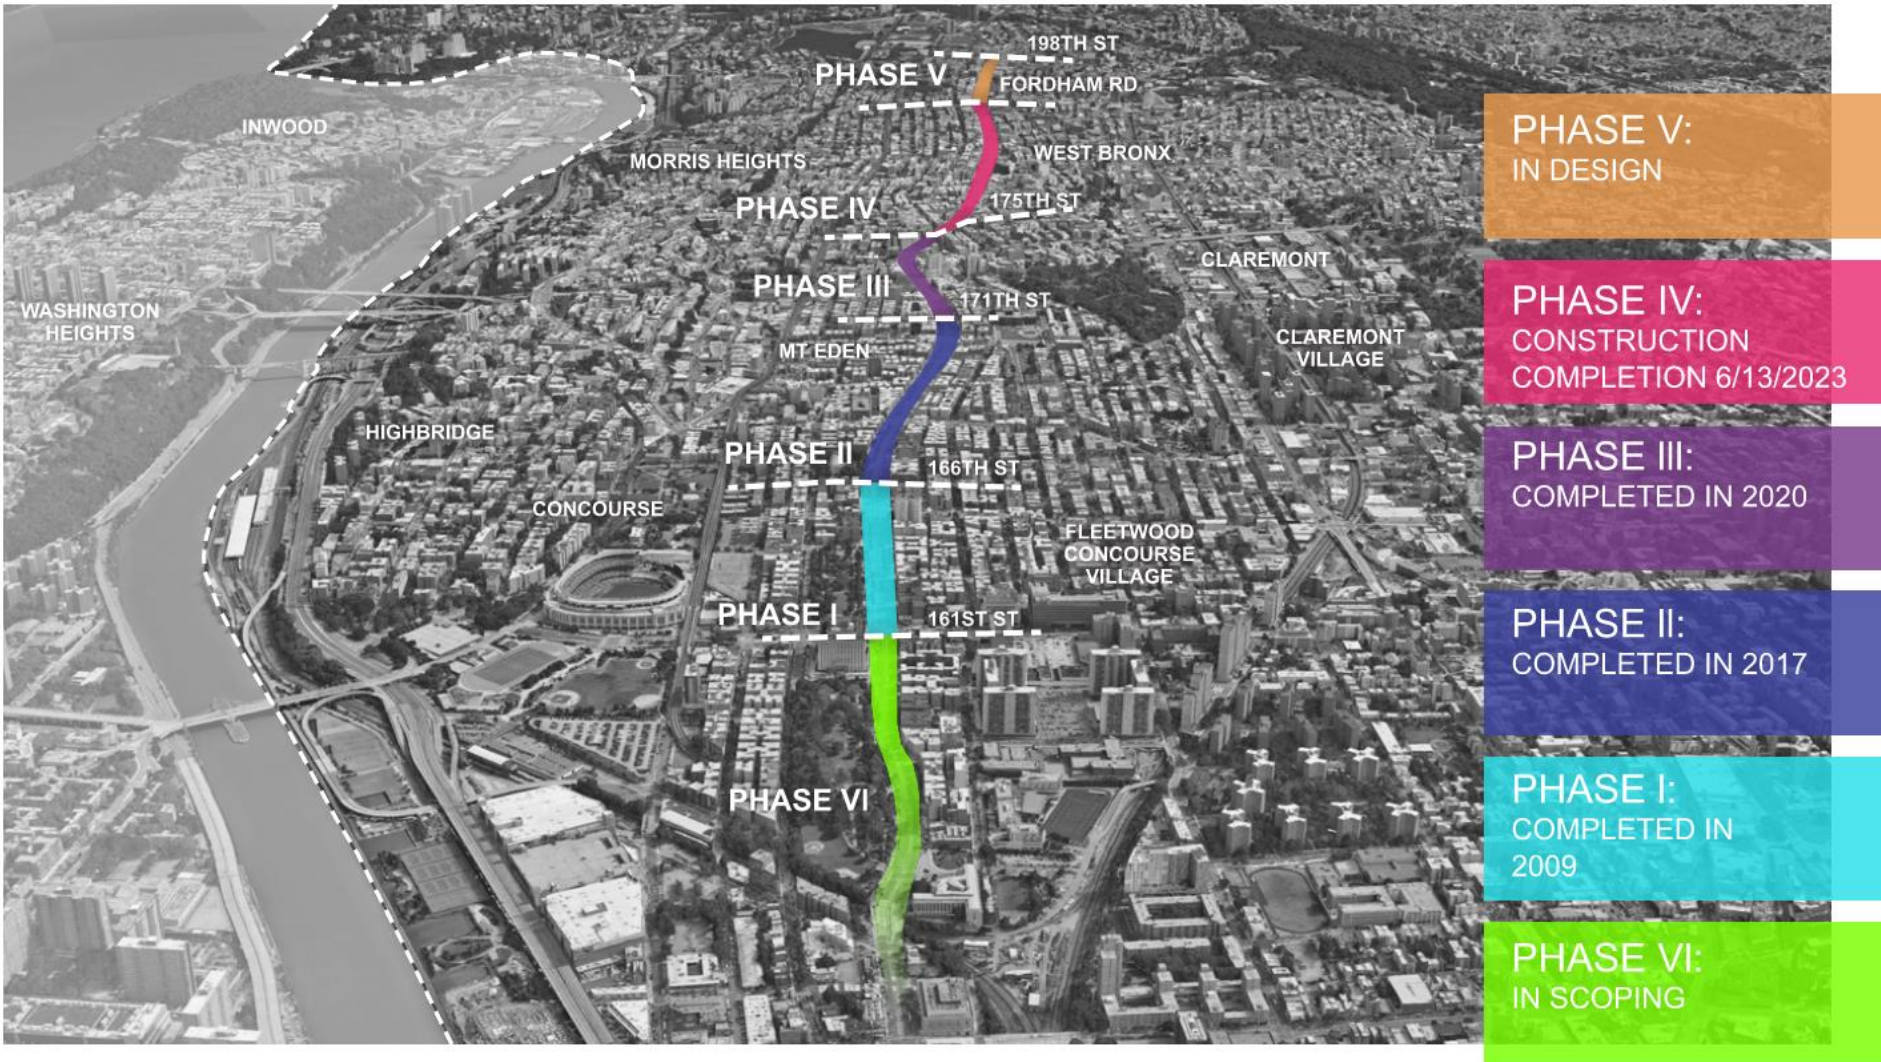 198TH ST
PHASE V
FORDHAM RD
INWOOD
MORRIS HEIGHTS
WEST BRONX
175TH ST
PHASE IV
CLAREMONT
PHASE III
171TH ST
WASHINGTON
HEIGHTS
MT EDEN
CLAREMONT
VILLAGE
HIGHBRIDGE
PHASE II
166TH ST
CONCOURSE
FLEETWOOD
CONCOURSE
VILLAGE
PHASE I
161ST ST
PHASE VI
PHASE V:
IN DESIGN
PHASE IV:
CONSTRUCTION
COMPLETION 6/13/2023
PHASE III:
COMPLETED IN 2020
PHASE II:
COMPLETED IN 2017
PHASE I:
COMPLETED IN
2009
PHASE VI:
IN SCOPING